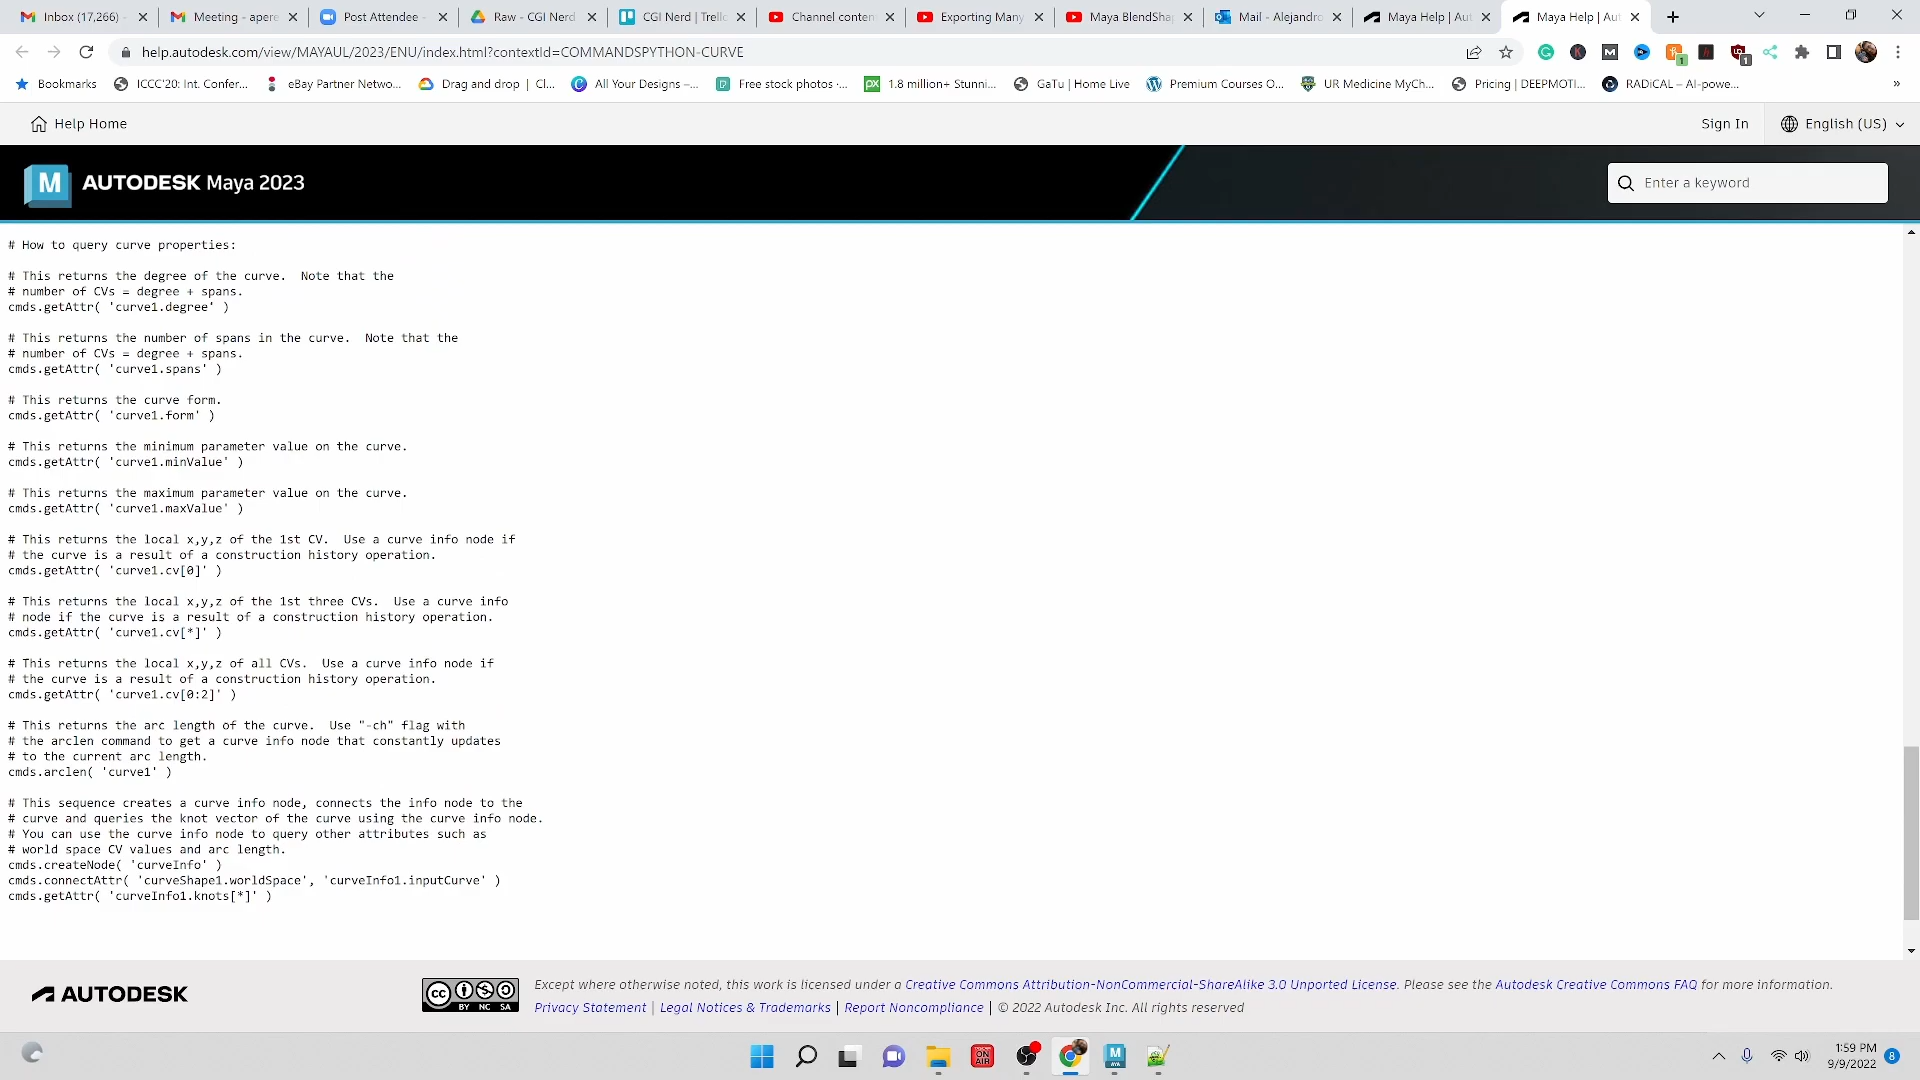 Inbox (17,266) -
Meeting - apere
Post Attendee -
Raw - CGI Nerd
CGI Nerd | Trell
Channel conten
Exporting Many
Maya BlendSha
Mail - Alejandro
Maya Help | Aut
Maya Help | Aut
help.autodesk.com/view/MAYAUL/2023/ENU/index.html?contextId=COMMANDSPYTHON-CURVE
Bookmarks
ICCC'20: Int. Confer...
eBay Partner Netwo...
Drag and drop | Cl...
All Your Designs –...
Free stock photos ·...
1.8 million+ Stunni...
GaTu | Home Live
Premium Courses O...
UR Medicine MyCh...
Pricing | DEEPMOTI...
RADiCAL – AI-powe...
»
Help Home
Sign In
English (US)
M AUTODESK Maya 2023
Enter a keyword
# How to query curve properties:
# This returns the degree of the curve.  Note that the
# number of CVs = degree + spans.
cmds.getAttr( 'curve1.degree' )
# This returns the number of spans in the curve.  Note that the
# number of CVs = degree + spans.
cmds.getAttr( 'curve1.spans' )
# This returns the curve form.
cmds.getAttr( 'curve1.form' )
# This returns the minimum parameter value on the curve.
cmds.getAttr( 'curve1.minValue' )
# This returns the maximum parameter value on the curve.
cmds.getAttr( 'curve1.maxValue' )
# This returns the local x,y,z of the 1st CV.  Use a curve info node if
# the curve is a result of a construction history operation.
cmds.getAttr( 'curve1.cv[0]' )
# This returns the local x,y,z of the 1st three CVs.  Use a curve info
# node if the curve is a result of a construction history operation.
cmds.getAttr( 'curve1.cv[*]' )
# This returns the local x,y,z of all CVs.  Use a curve info node if
# the curve is a result of a construction history operation.
cmds.getAttr( 'curve1.cv[0:2]' )
# This returns the arc length of the curve.  Use "-ch" flag with
# the arclen command to get a curve info node that constantly updates
# to the current arc length.
cmds.arclen( 'curve1' )
# This sequence creates a curve info node, connects the info node to the
# curve and queries the knot vector of the curve using the curve info node.
# You can use the curve info node to query other attributes such as
# world space CV values and arc length.
cmds.createNode( 'curveInfo' )
cmds.connectAttr( 'curveShape1.worldSpace', 'curveInfo1.inputCurve' )
cmds.getAttr( 'curveInfo1.knots[*]' )
AUTODESK
cc BY NC SA
Except where otherwise noted, this work is licensed under a Creative Commons Attribution-NonCommercial-ShareAlike 3.0 Unported License. Please see the Autodesk Creative Commons FAQ for more information.
Privacy Statement | Legal Notices & Trademarks | Report Noncompliance | © 2022 Autodesk Inc. All rights reserved
ON AIR
1:59 PM
9/9/2022
8